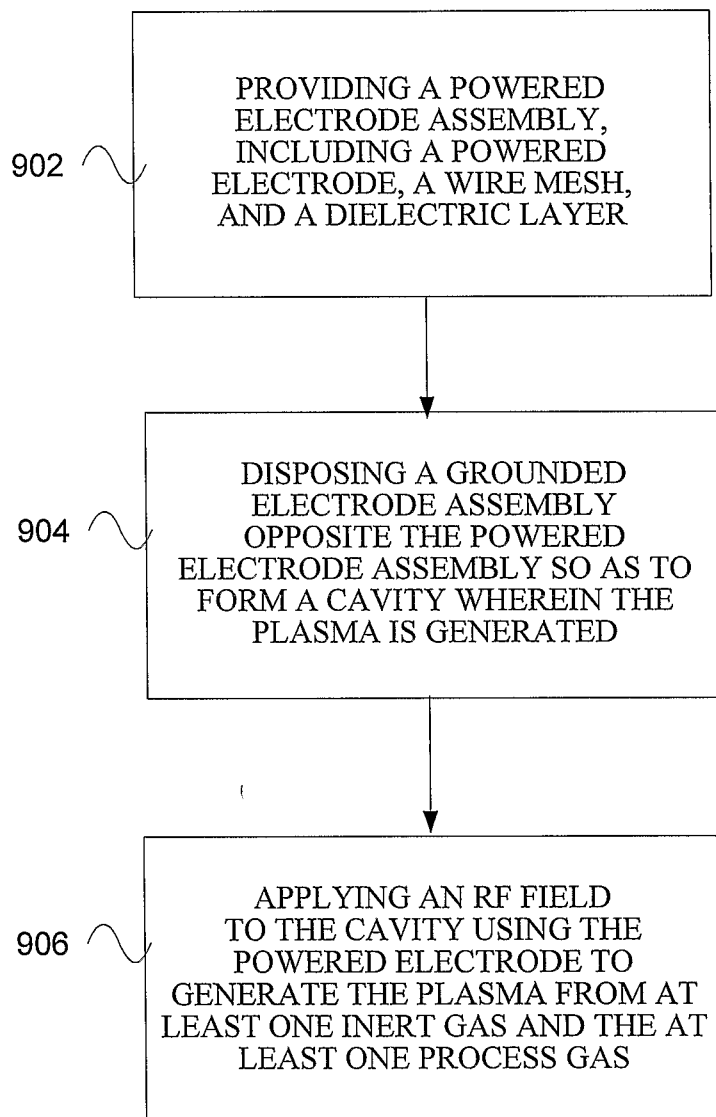 902
PROVIDING A POWERED
ELECTRODE ASSEMBLY,
INCLUDING A POWERED
ELECTRODE, A WIRE MESH,
AND A DIELECTRIC LAYER
904
DISPOSING A GROUNDED
ELECTRODE ASSEMBLY
OPPOSITE THE POWERED
ELECTRODE ASSEMBLY SO AS TO
FORM A CAVITY WHEREIN THE
PLASMA IS GENERATED
906
APPLYING AN RF FIELD
TO THE CAVITY USING THE
POWERED ELECTRODE TO
GENERATE THE PLASMA FROM AT
LEAST ONE INERT GAS AND THE AT
LEAST ONE PROCESS GAS